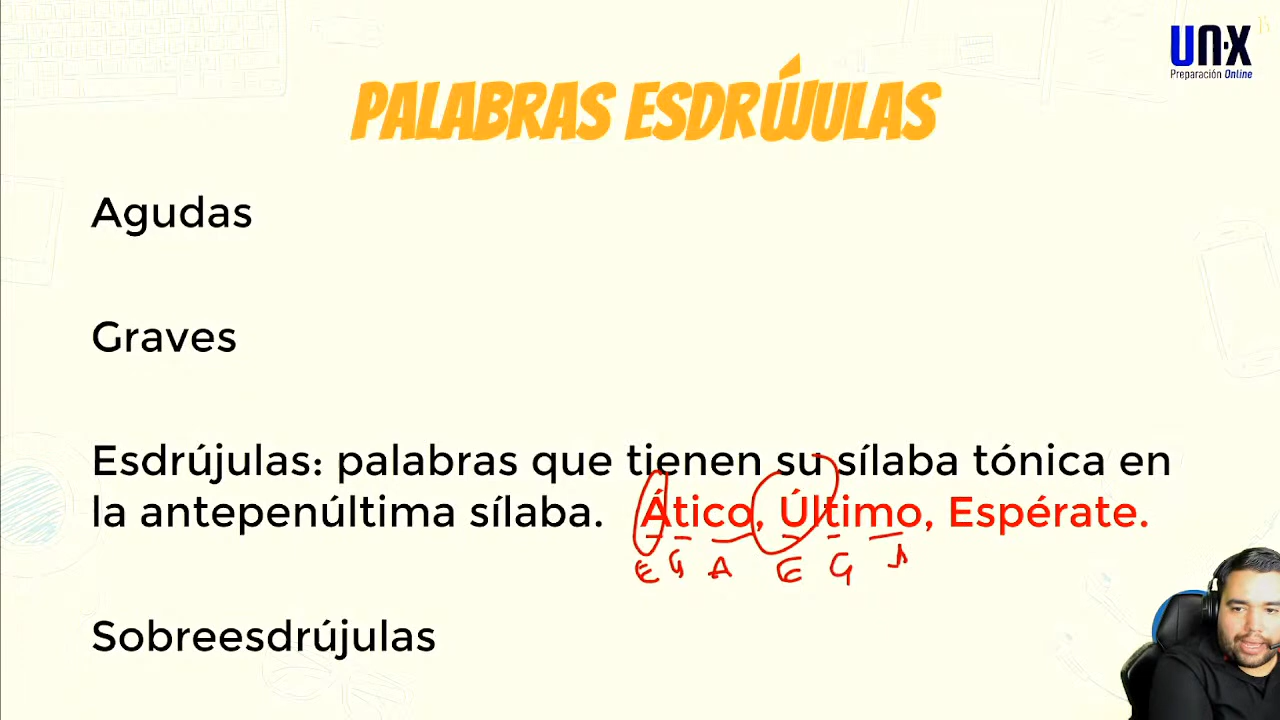 UN-X
Preparación Online
PALABRAS ESDRÚJULAS
Agudas
Graves
Esdrújulas: palabras que tienen su sílaba tónica en
la antepenúltima sílaba. Ático, Último, Espérate.
E G A E G A
Sobreesdrújulas